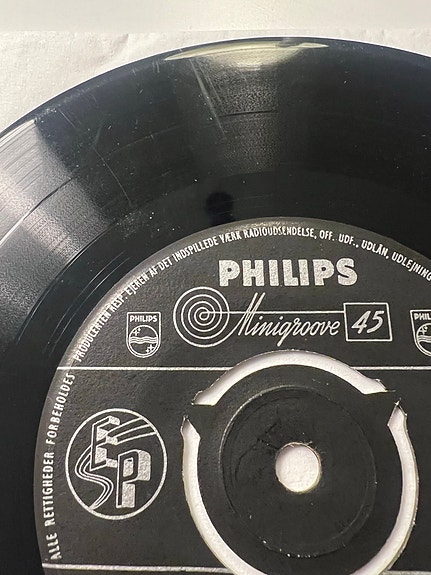 ALLE RETTIGHEDER FORBEHOLDES PRODUCENTEN RESP. EJEREN AF DET INDSPILLEDE VÆRK RADIOUDSENDELSE, OFF. UDF., UDLÅN, UDLEJNING
PHILIPS
PHILIPS
Minigroove 45
PHIL
EP